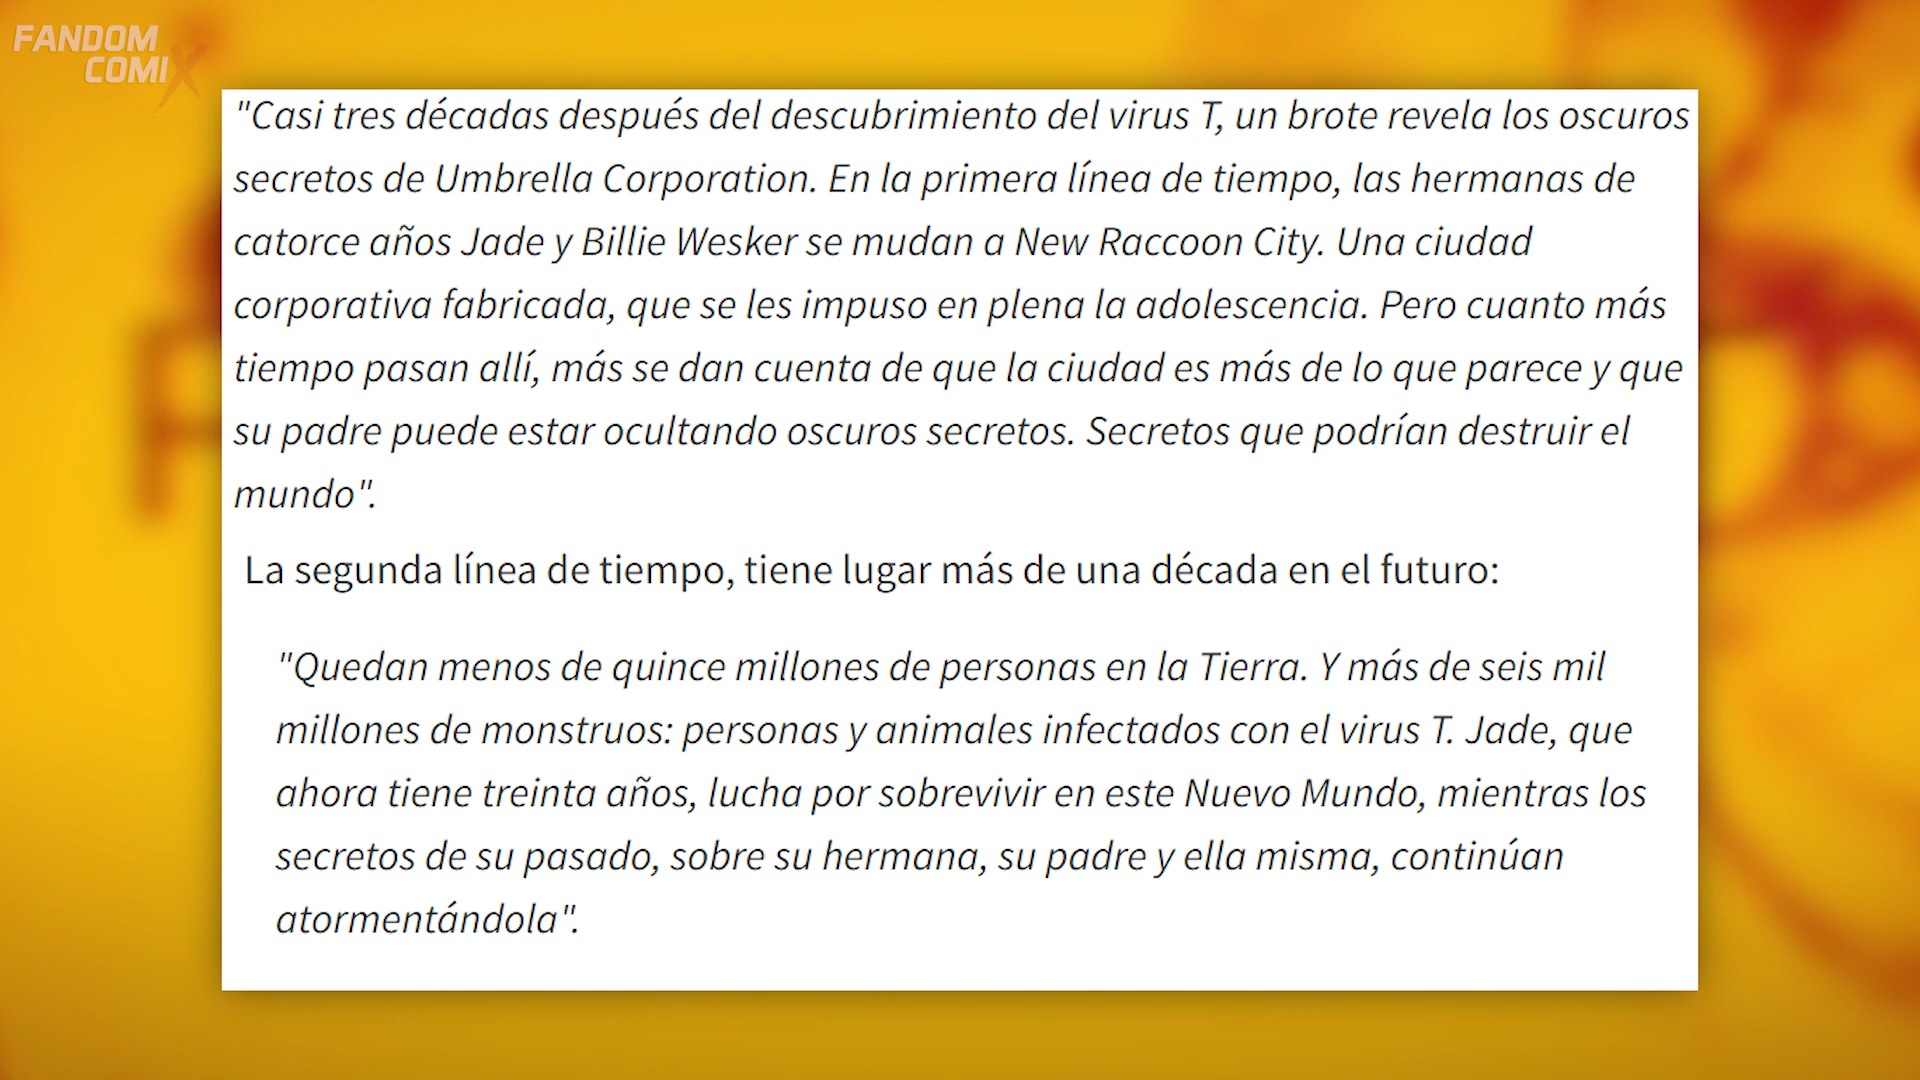 FANDOM
COMIX
"Casi tres décadas después del descubrimiento del virus T, un brote revela los oscuros
secretos de Umbrella Corporation. En la primera línea de tiempo, las hermanas de
catorce años Jade y Billie Wesker se mudan a New Raccoon City. Una ciudad
corporativa fabricada, que se les impuso en plena la adolescencia. Pero cuanto más
tiempo pasan allí, más se dan cuenta de que la ciudad es más de lo que parece y que
su padre puede estar ocultando oscuros secretos. Secretos que podrían destruir el
mundo".
La segunda línea de tiempo, tiene lugar más de una década en el futuro:
"Quedan menos de quince millones de personas en la Tierra. Y más de seis mil
millones de monstruos: personas y animales infectados con el virus T. Jade, que
ahora tiene treinta años, lucha por sobrevivir en este Nuevo Mundo, mientras los
secretos de su pasado, sobre su hermana, su padre y ella misma, continúan
atormentándola".